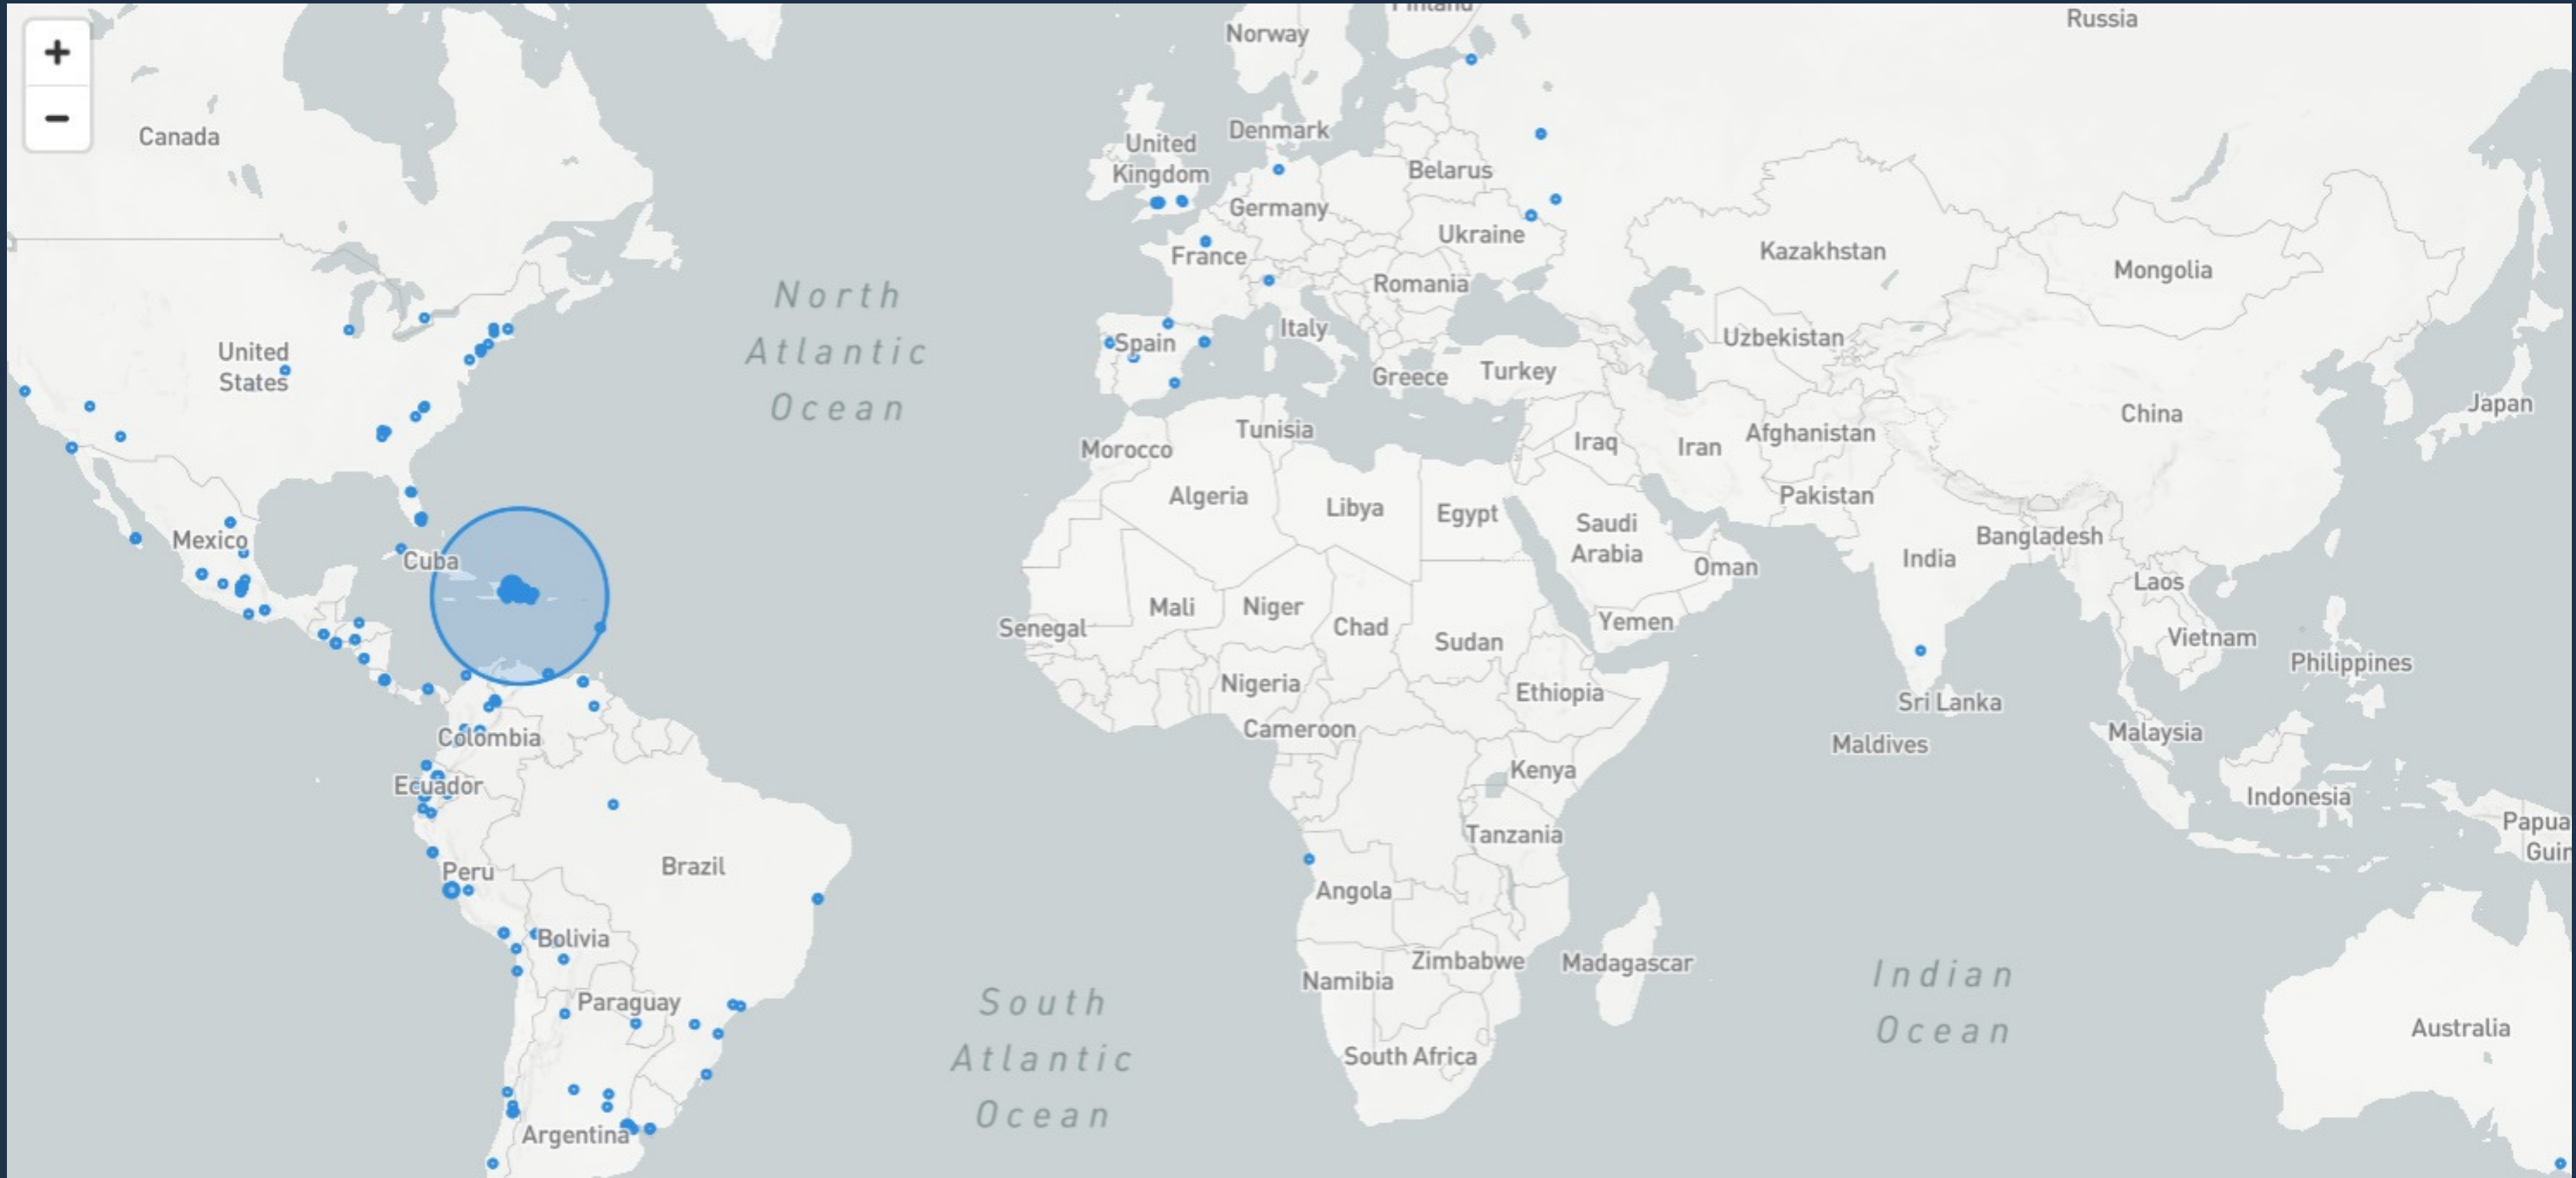 +
−
Finland
Russia
Norway
Canada
Denmark
United
Kingdom
Belarus
Germany
Ukraine
France
Kazakhstan
Mongolia
Romania
North
Atlantic
Ocean
Italy
Spain
Uzbekistan
United
States
Greece
Turkey
Japan
China
Tunisia
Morocco
Iraq
Iran
Afghanistan
Algeria
Libya
Egypt
Pakistan
Saudi
Arabia
Mexico
Bangladesh
Cuba
India
Oman
Laos
Mali
Niger
Chad
Yemen
Senegal
Sudan
Vietnam
Philippines
Nigeria
Ethiopia
Sri Lanka
Cameroon
Colombia
Malaysia
Maldives
Kenya
Ecuador
Indonesia
Papua
Guin
Tanzania
Brazil
Peru
Angola
Bolivia
Zimbabwe
Madagascar
Namibia
Indian
Ocean
Paraguay
South
Atlantic
Ocean
Australia
South Africa
Argentina